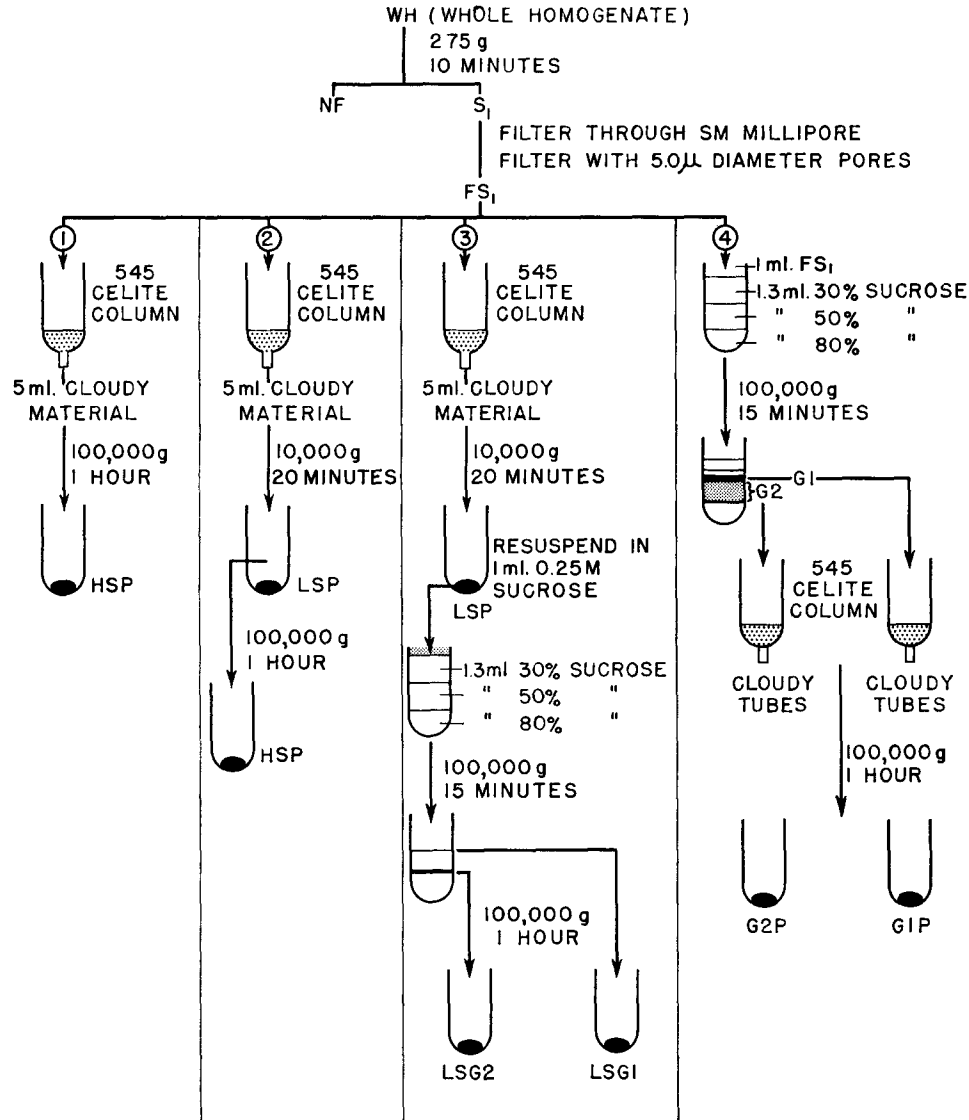 WH (WHOLE HOMOGENATE)
275 g
10 MINUTES
NF
S₁
FILTER THROUGH SM MILLIPORE
FILTER WITH 5.0μ DIAMETER PORES
FS₁
1
545
CELITE
COLUMN
5 ml. CLOUDY
MATERIAL
100,000 g
1 HOUR
HSP
2
545
CELITE
COLUMN
5 ml. CLOUDY
MATERIAL
10,000 g
20 MINUTES
LSP
100,000 g
1 HOUR
HSP
3
545
CELITE
COLUMN
5 ml. CLOUDY
MATERIAL
10,000 g
20 MINUTES
RESUSPEND IN
1 ml. 0.25M
SUCROSE
LSP
1.3ml 30% SUCROSE
" 50% "
" 80% "
100,000 g
15 MINUTES
100,000 g
1 HOUR
LSG2
LSG1
4
1 ml. FS₁
1.3 ml. 30% SUCROSE
" 50% "
" 80% "
100,000 g
15 MINUTES
G1
}G2
545
CELITE
COLUMN
CLOUDY
TUBES
CLOUDY
TUBES
100,000 g
1 HOUR
G2P
G1P